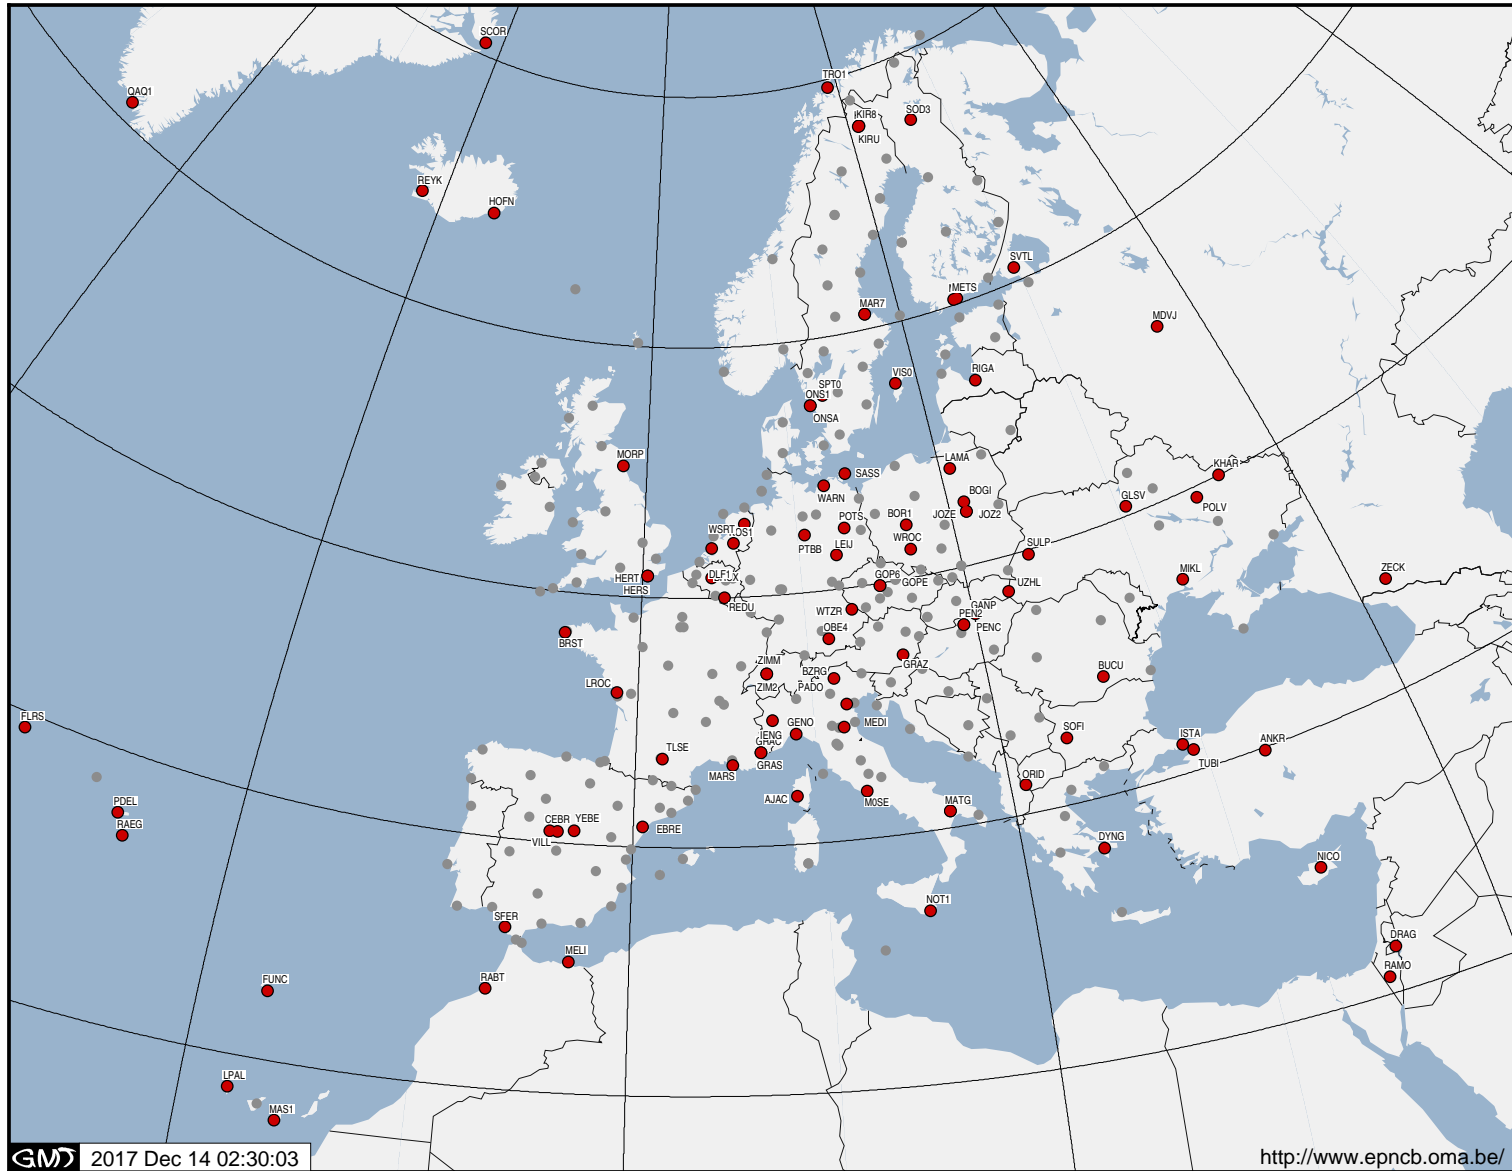 SCOR
QAQ1
TRO1
KIR8
SOD3
KIRU
REYK
HOFN
SVTL
METS
MAR7
MDVJ
RIGA
VIS0
SPT0
ONS1
ONSA
MORP
LAMA
SASS
KHAR
WARN
BOGI
GLSV
POLV
POTS
BOR1
JOZE
JOZ2
WSRT
PTBB
LEIJ
WROC
SULP
DLF1
HERT
HERS
GOP6
GOPE
UZHL
MIKL
ZECK
REDU
WTZR
GANP
PEN2
PENC
OBE4
BRST
GRAZ
ZIMM
BZRG
BUCU
LROC
ZIM2
PADO
FLRS
GENO
MEDI
SOFI
ISTA
IENG
TUBI
ANKR
TLSE
GRAC
GRAS
MARS
ORID
AJAC
M0SE
MATG
PDEL
RAEG
CEBR
YEBE
VILL
EBRE
DYNG
NICO
NOT1
SFER
DRAG
MELI
RAMO
RABT
FUNC
LPAL
MAS1
GMT
2017 Dec 14 02:30:03
http://www.epncb.oma.be/